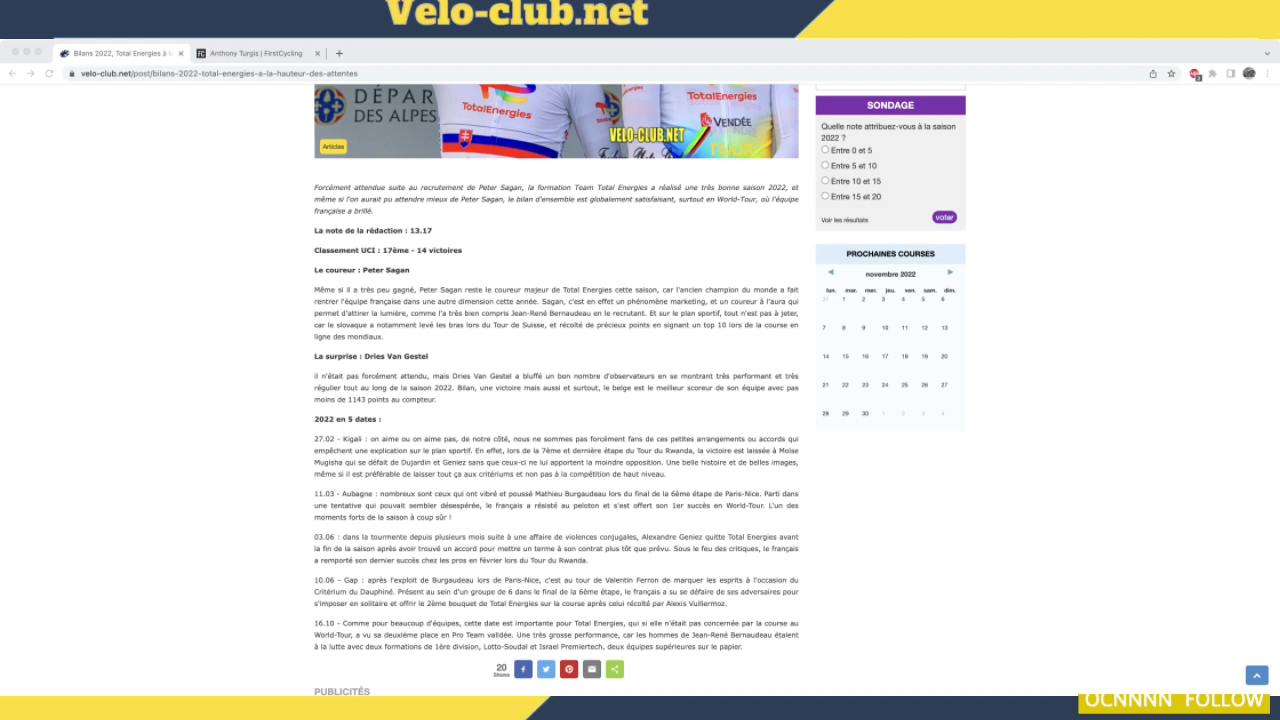 Velo-club.net
Bilans 2022, Total Energies à l
Anthony Turgis | FirstCycling
velo-club.net/post/bilans-2022-total-energies-a-la-hauteur-des-attentes
DÉPAR
DES ALPES
TotalEnergies
TotalEnergies
VENDÉE
VELO-CLUB.NET
TOUR
Articles
Forcément attendue suite au recrutement de Peter Sagan, la formation Team Total Energies a réalisé une très bonne saison 2022, et
même si l'on aurait pu attendre mieux de Peter Sagan, le bilan d'ensemble est globalement satisfaisant, surtout en World-Tour, où l'équipe
française a brillé.
La note de la rédaction : 13.17
Classement UCI : 17ème - 14 victoires
Le coureur : Peter Sagan
Même si il a très peu gagné, Peter Sagan reste le coureur majeur de Total Energies cette saison, car l'ancien champion du monde a fait
rentrer l'équipe française dans une autre dimension cette année. Sagan, c'est en effet un phénomène marketing, et un coureur à l'aura qui
permet d'attirer la lumière, comme l'a très bien compris Jean-René Bernaudeau en le recrutant. Et sur le plan sportif, tout n'est pas à jeter,
car le slovaque a notamment levé les bras lors du Tour de Suisse, et récolté de précieux points en signant un top 10 lors de la course en
ligne des mondiaux.
La surprise : Dries Van Gestel
il n'était pas forcément attendu, mais Dries Van Gestel a bluffé un bon nombre d'observateurs en se montrant très performant et très
régulier tout au long de la saison 2022. Bilan, une victoire mais aussi et surtout, le belge est le meilleur scoreur de son équipe avec pas
moins de 1143 points au compteur.
2022 en 5 dates :
27.02 - Kigali : on aime ou on aime pas, de notre côté, nous ne sommes pas forcément fans de ces petites arrangements ou accords qui
empêchent une explication sur le plan sportif. En effet, lors de la 7ème et dernière étape du Tour du Rwanda, la victoire est laissée à Moïse
Mugisha qui se défait de Dujardin et Geniez sans que ceux-ci ne lui apportent la moindre opposition. Une belle histoire et de belles images,
même si il est préférable de laisser tout ça aux critériums et non pas à la compétition de haut niveau.
11.03 - Aubagne : nombreux sont ceux qui ont vibré et poussé Mathieu Burgaudeau lors du final de la 6ème étape de Paris-Nice. Parti dans
une tentative qui pouvait sembler désespérée, le français a résisté au peloton et s'est offert son 1er succès en World-Tour. L'un des
moments forts de la saison à coup sûr !
03.06 : dans la tourmente depuis plusieurs mois suite à une affaire de violences conjugales, Alexandre Geniez quitte Total Energies avant
la fin de la saison après avoir trouvé un accord pour mettre un terme à son contrat plus tôt que prévu. Sous le feu des critiques, le français
a remporté son dernier succès chez les pros en février lors du Tour du Rwanda.
10.06 - Gap : après l'exploit de Burgaudeau lors de Paris-Nice, c'est au tour de Valentin Ferron de marquer les esprits à l'occasion du
Critérium du Dauphiné. Présent au sein d'un groupe de 6 dans le final de la 6ème étape, le français a su se défaire de ses adversaires pour
s'imposer en solitaire et offrir le 2ème bouquet de Total Energies sur la course après celui récolté par Alexis Vuillermoz.
16.10 - Comme pour beaucoup d'équipes, cette date est importante pour Total Energies, qui si elle n'était pas concernée par la course au
World-Tour, a vu sa deuxième place en Pro Team validée. Une très grosse performance, car les hommes de Jean-René Bernaudeau étaient
à la lutte avec deux formations de 1ère division, Lotto-Soudal et Israel Premiertech, deux équipes supérieures sur le papier.
20
Shares
PUBLICITÉS
SONDAGE
Quelle note attribuez-vous à la saison
2022 ?
Entre 0 et 5
Entre 5 et 10
Entre 10 et 15
Entre 15 et 20
Voir les résultats voter
PROCHAINES COURSES
novembre 2022
lun. mar. mer. jeu. ven. sam. dim.
31 1 2 3 4 5 6
7 8 9 10 11 12 13
14 15 16 17 18 19 20
21 22 23 24 25 26 27
28 29 30 1 2 3 4
OCNNNN FOLLOW